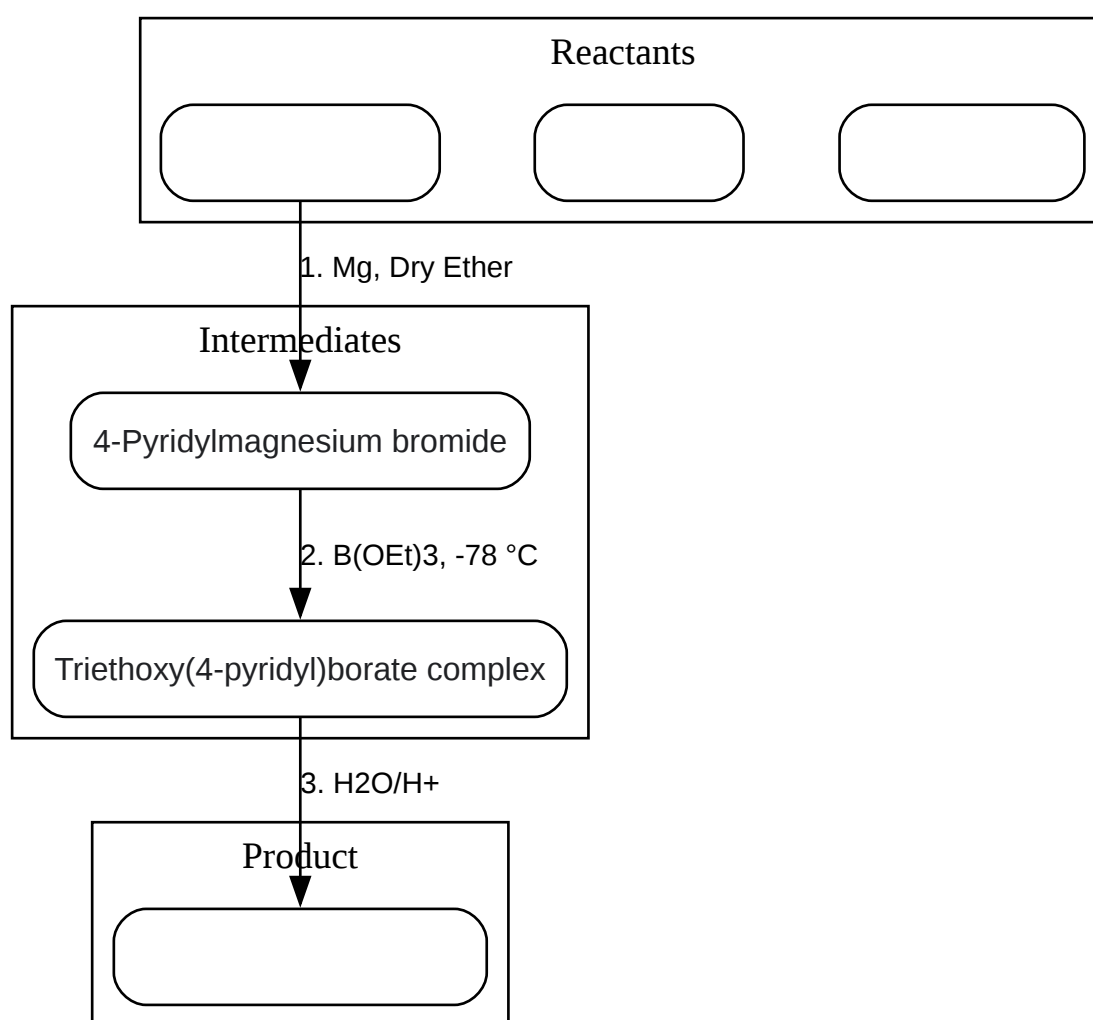 Reactants
1. Mg, Dry Ether
Intermediates
4-Pyridylmagnesium bromide
2. B(OEt)3, -78 °C
Triethoxy(4-pyridyl)borate complex
3. H2O/H+
Product